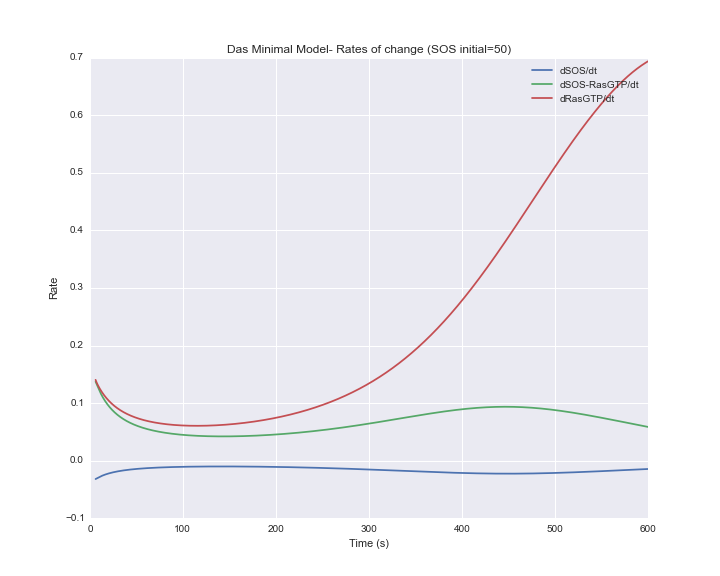 Das Minimal Model- Rates of change (SOS initial=50)
0.7
0.6
0.5
0.4
0.3
0.2
0.1
0.0
−0.1
Rate
dSOS/dt
dSOS-RasGTP/dt
dRasGTP/dt
0 100 200 300 400 500 600
Time (s)